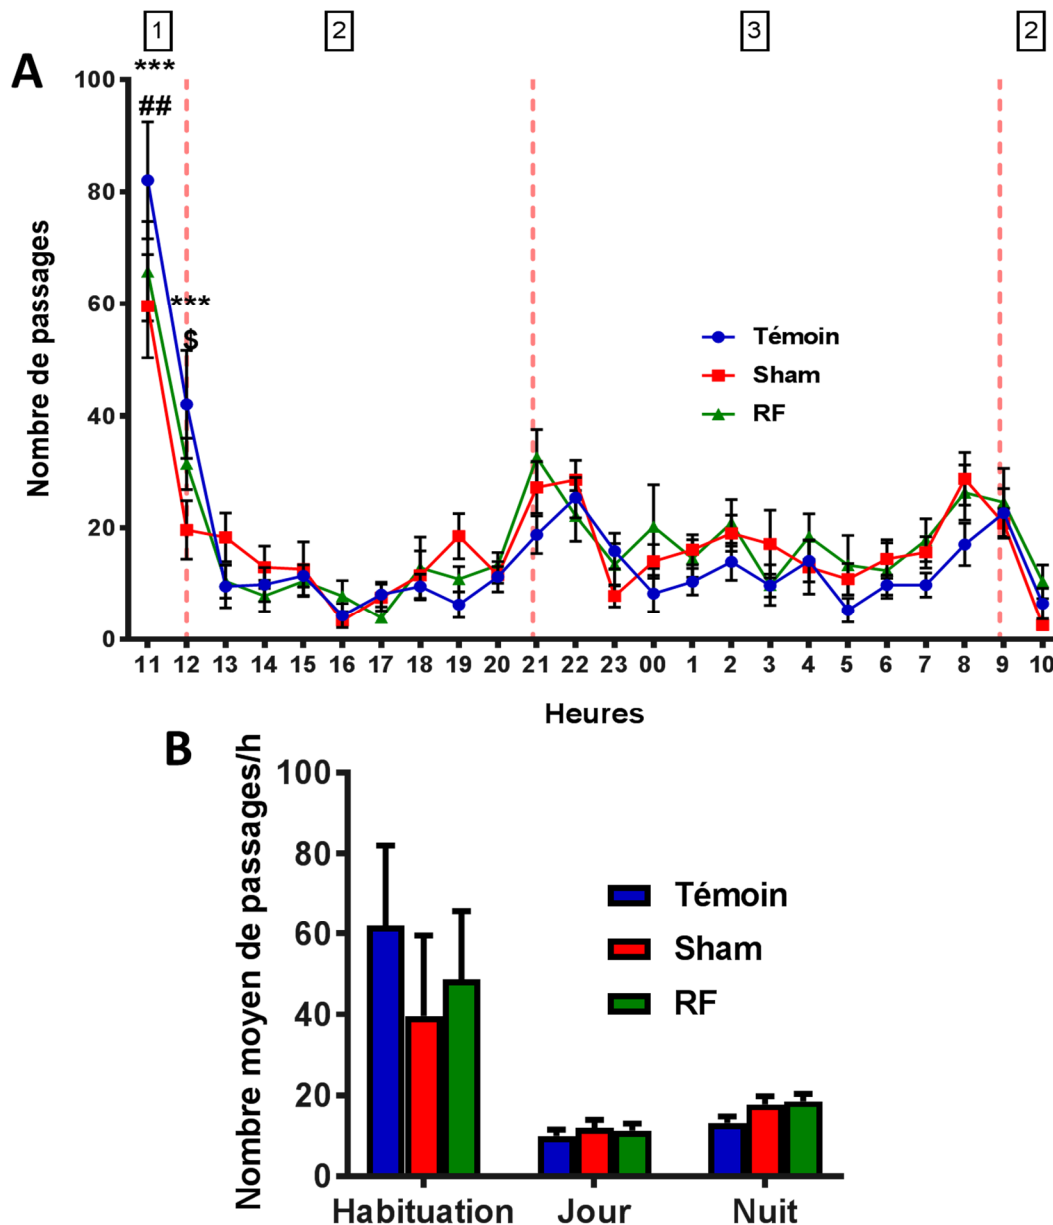 1 2 3 2
A
***
##
***
$
Nombre de passages
100
80
60
40
20
0
Témoin
Sham
RF
11 12 13 14 15 16 17 18 19 20 21 22 23 00 1 2 3 4 5 6 7 8 9 10
Heures
B
Nombre moyen de passages/h
100
80
60
40
20
0
Témoin
Sham
RF
Habituation Jour Nuit